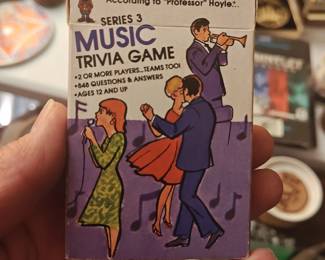 According to "Professor" Hoyle..
SERIES 3
MUSIC
TRIVIA GAME
•2 OR MORE PLAYERS...TEAMS TOO!
•848 QUESTIONS & ANSWERS
•AGES 12 AND UP